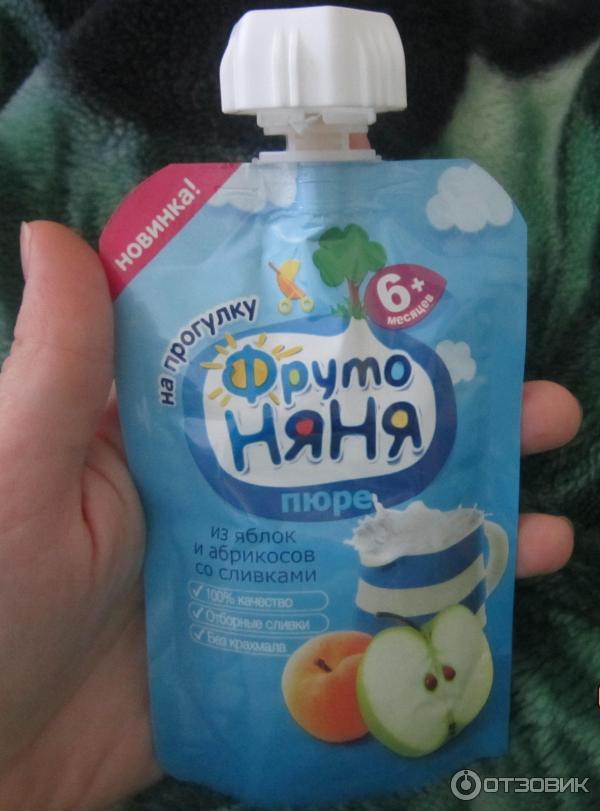 новинка!
на прогулку
6+
месяцев
Фруто
НЯНЯ
пюре
из яблок
и абрикосов
со сливками
100% качество
Отборные сливки
Без крахмала
ОТЗОВИК